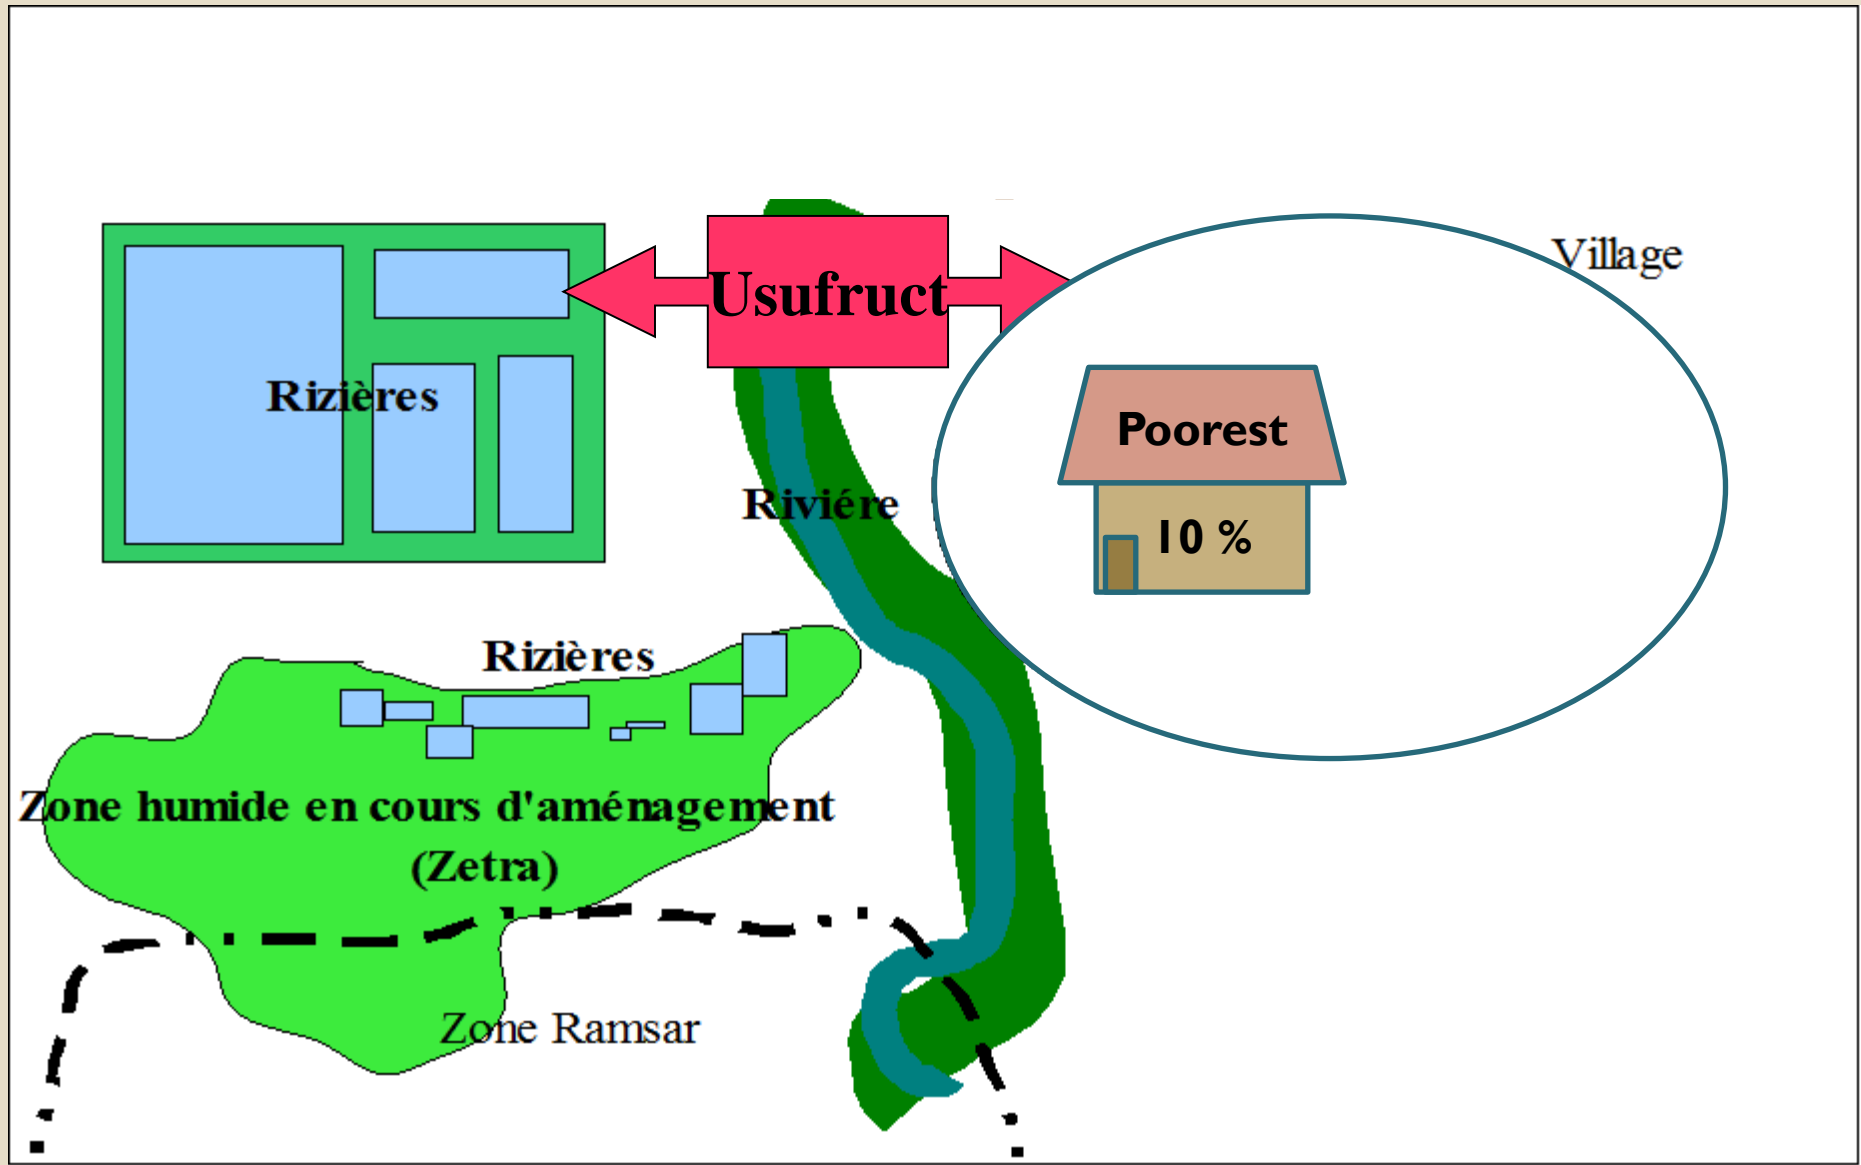 Village
Usufruct
Rizières
Poorest
Riviére
10 %
Rizières
Zone humide en cours d'aménagement
(Zetra)
Zone Ramsar